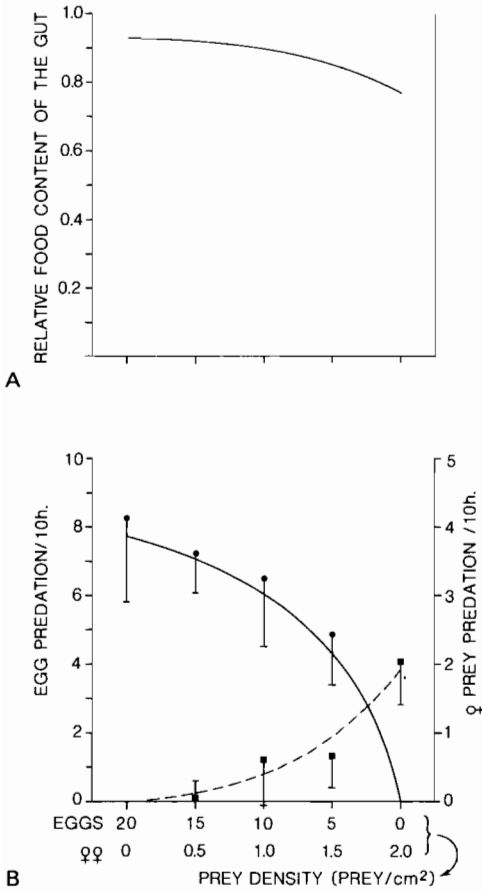 RELATIVE FOOD CONTENT OF THE GUT
1.0
0.8
0.6
0.4
0.2
A
EGG PREDATION/10h.
10
8
6
4
2
0
♀ PREY PREDATION /10h.
5
4
3
2
1
0
EGGS 20 15 10 5 0
♀♀ 0 0.5 1.0 1.5 2.0
B PREY DENSITY (PREY/cm²)